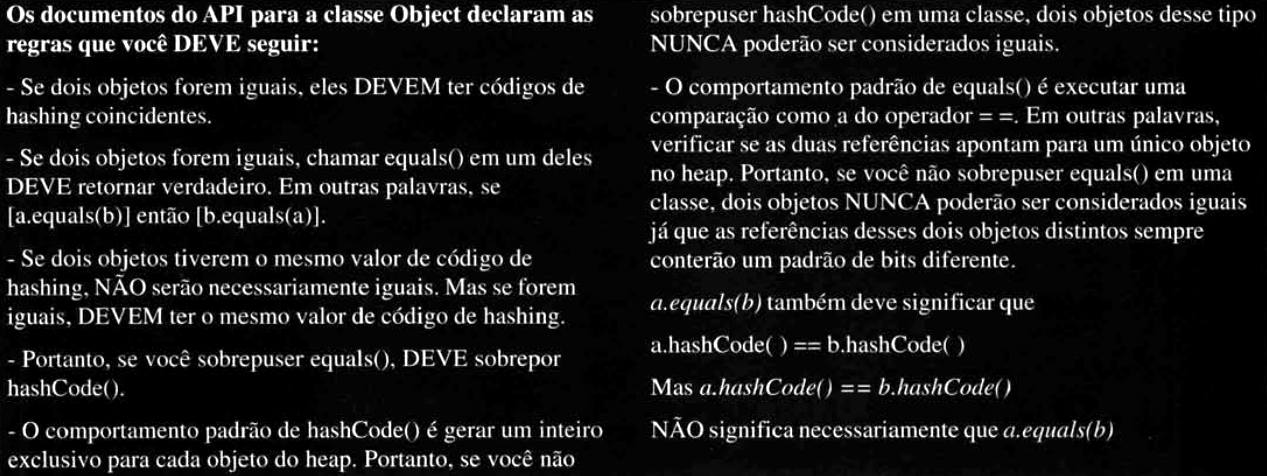 Os documentos do API para a classe Object declaram as
regras que você DEVE seguir:
- Se dois objetos forem iguais, eles DEVEM ter códigos de
hashing coincidentes.
- Se dois objetos forem iguais, chamar equals() em um deles
DEVE retornar verdadeiro. Em outras palavras, se
[a.equals(b)] então [b.equals(a)].
- Se dois objetos tiverem o mesmo valor de código de
hashing, NÃO serão necessariamente iguais. Mas se forem
iguais, DEVEM ter o mesmo valor de código de hashing.
- Portanto, se você sobrepuser equals(), DEVE sobrepor
hashCode().
- O comportamento padrão de hashCode() é gerar um inteiro
exclusivo para cada objeto do heap. Portanto, se você não
sobrepuser hashCode() em uma classe, dois objetos desse tipo
NUNCA poderão ser considerados iguais.
- O comportamento padrão de equals() é executar uma
comparação como a do operador = =. Em outras palavras,
verificar se as duas referências apontam para um único objeto
no heap. Portanto, se você não sobrepuser equals() em uma
classe, dois objetos NUNCA poderão ser considerados iguais
já que as referências desses dois objetos distintos sempre
conterão um padrão de bits diferente.
a.equals(b) também deve significar que
a.hashCode( ) == b.hashCode( )
Mas a.hashCode() == b.hashCode()
NÃO significa necessariamente que a.equals(b)